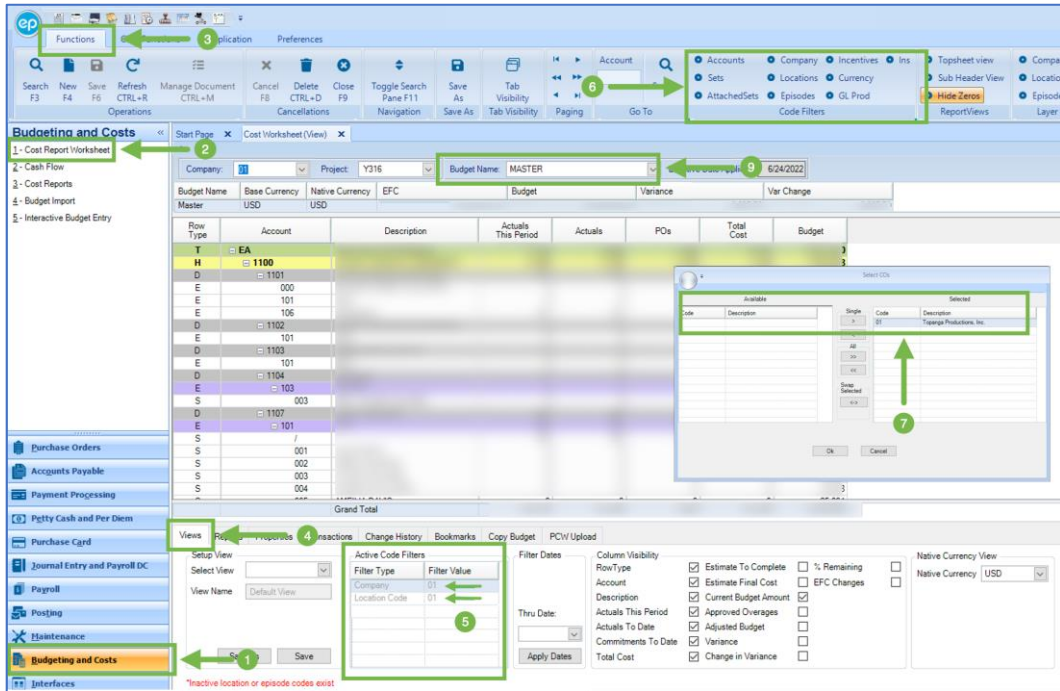 ep
Functions
3
plication
Preferences
Search F3
New F4
Save F6
Refresh CTRL+R
Manage Document CTRL+M
Cancel F8
Delete CTRL+D
Close F9
Toggle Search Pane F11
Save As
Tab Visibility
Account
6
Accounts
Company
Incentives
Ins
Sets
Locations
Currency
AttachedSets
Episodes
GL Prod
Topsheet view
Sub Header View
Hide Zeros
Compa
Locatio
Episod
Operations
Cancellations
Navigation
Save As
Tab Visibility
Paging
Go To
Code Filters
ReportViews
Layer
Budgeting and Costs «
Start Page x
Cost Worksheet (View) x
1 - Cost Report Worksheet
2
2 - Cash Flow
3 - Cost Reports
4 - Budget Import
5 - Interactive Budget Entry
Company: 01
Project: Y316
Budget Name: MASTER
9
6/24/2022
Budget Name Base Currency Native Currency EFC Budget Variance Var Change
Master USD USD
Row Type Account Description Actuals This Period Actuals POs Total Cost Budget
T EA
H 1100
D 1101
E 000
E 101
E 106
D 1102
E 101
D 1103
E 101
D 1104
E 103
S 003
D 1107
E 101
S /
S 001
S 002
S 003
S 004
Grand Total
Select COs
Available
Selected
Code Description
Single
Code Description
>
01 Topanga Productions, Inc.
All
>>
<<
Swap Selected
<->
7
Ok
Cancel
Purchase Orders
Accounts Payable
Payment Processing
Petty Cash and Per Diem
Purchase Card
Journal Entry and Payroll DC
Payroll
Posting
Maintenance
Budgeting and Costs
1
Interfaces
Views
4
Change History
Bookmarks
Copy Budget
PCW Upload
Setup View
Select View
View Name Default View
Save
Active Code Filters
Filter Type Filter Value
Company 01
Location Code 01
5
Filter Dates
Thru Date:
Apply Dates
Column Visibility
RowType
Account
Description
Actuals This Period
Actuals To Date
Commitments To Date
Total Cost
Estimate To Complete
Estimate Final Cost
Current Budget Amount
Approved Overages
Adjusted Budget
Variance
Change in Variance
% Remaining
EFC Changes
Native Currency View
Native Currency USD
*Inactive location or episode codes exist